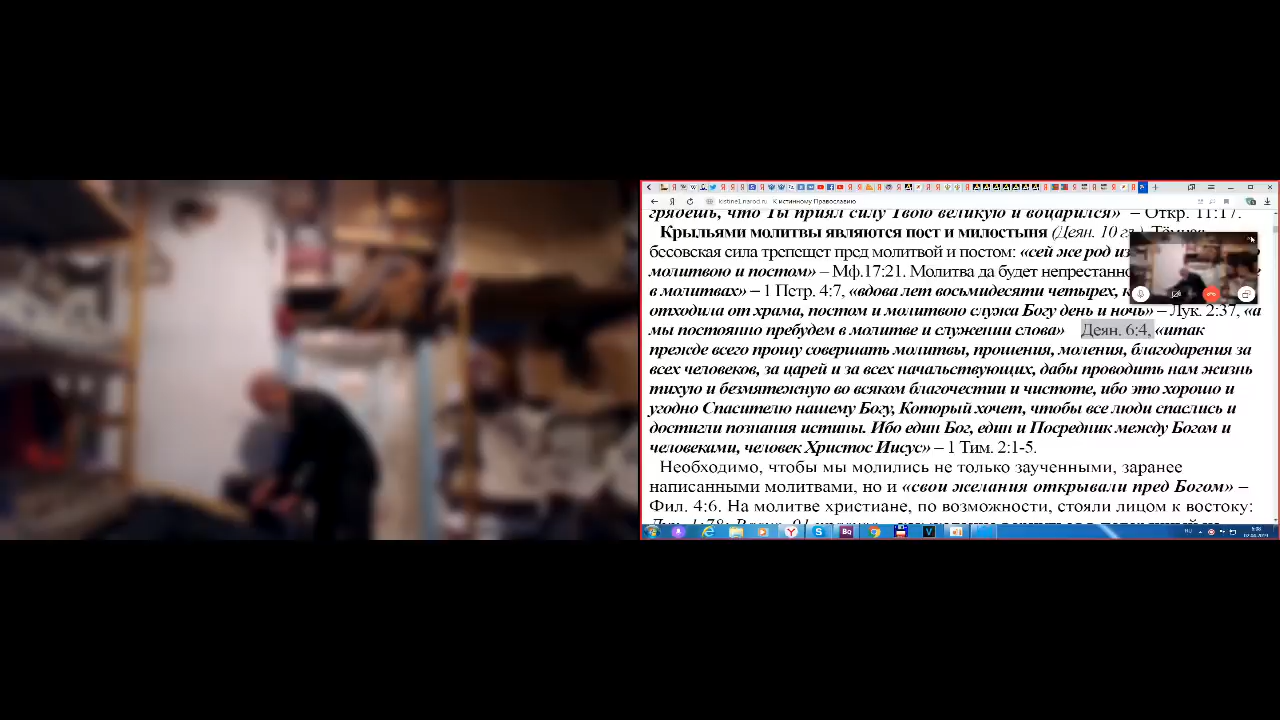 kistine1.narod.ru К истинному Православию
грядешь, что Ты приял силу Твою великую и воцарился» – Откр. 11:17.
Крыльями молитвы являются пост и милостыня (Деян. 10 гл.). Тёмная
бесовская сила трепещет пред молитвой и постом: «сей же род из
молитвою и постом» – Мф.17:21. Молитва да будет непрестанно
в молитвах» – 1 Петр. 4:7, «вдова лет восьмидесяти четырех,
отходила от храма, постом и молитвою служа Богу день и ночь» – Лук. 2:37, «а
мы постоянно пребудем в молитве и служении слова» Деян. 6:4, «итак
прежде всего прошу совершать молитвы, прошения, моления, благодарения за
всех человеков, за царей и за всех начальствующих, дабы проводить нам жизнь
тихую и безмятежную во всяком благочестии и чистоте, ибо это хорошо и
угодно Спасителю нашему Богу, Который хочет, чтобы все люди спаслись и
достигли познания истины. Ибо един Бог, един и Посредник между Богом и
человеками, человек Христос Иисус» – 1 Тим. 2:1-5.
Необходимо, чтобы мы молились не только заученными, заранее
написанными молитвами, но и «свои желания открывали пред Богом» –
Фил. 4:6. На молитве христиане, по возможности, стояли лицом к востоку: